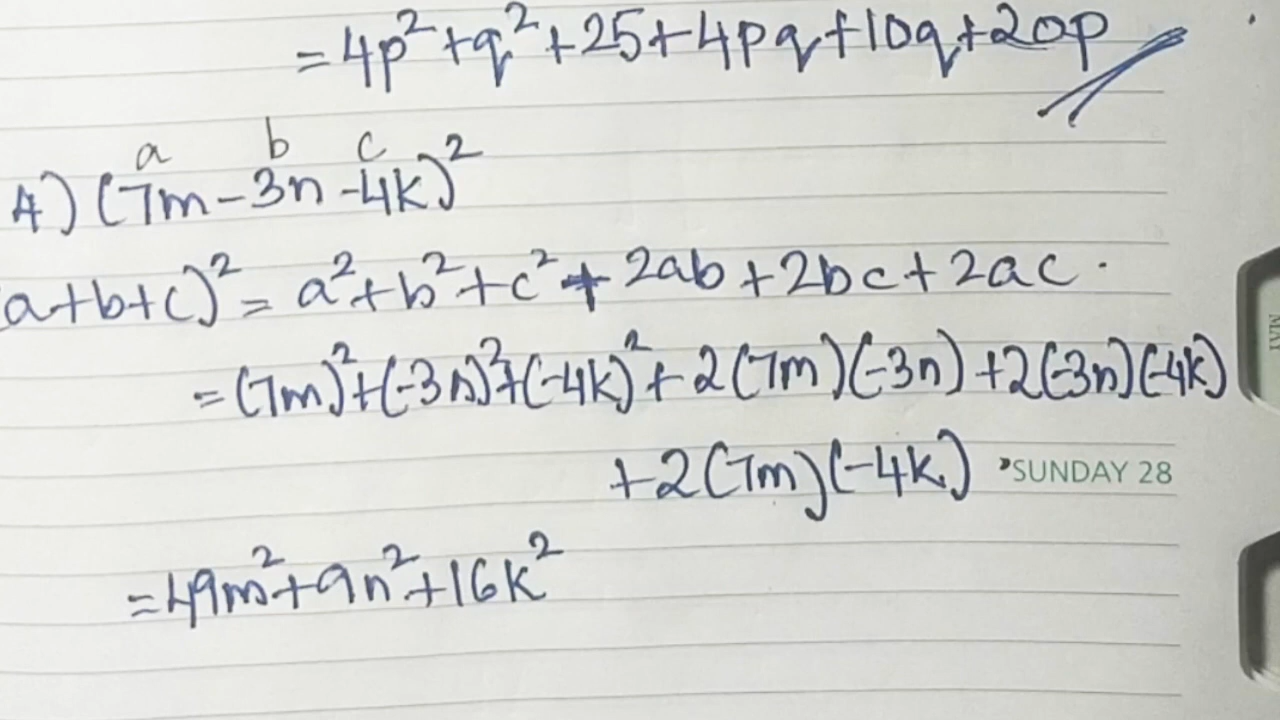 =4p²+q²+25+4pq+10q+20p
a b c
4) (7m-3n-4k)²
(a+b+c)² = a²+b²+c²+2ab+2bc+2ac.
=(7m)²+(-3n)²+(-4k)²+2(7m)(-3n)+2(-3n)(-4k)
+2(7m)(-4k)
SUNDAY 28
=49m²+9n²+16k²
MAY